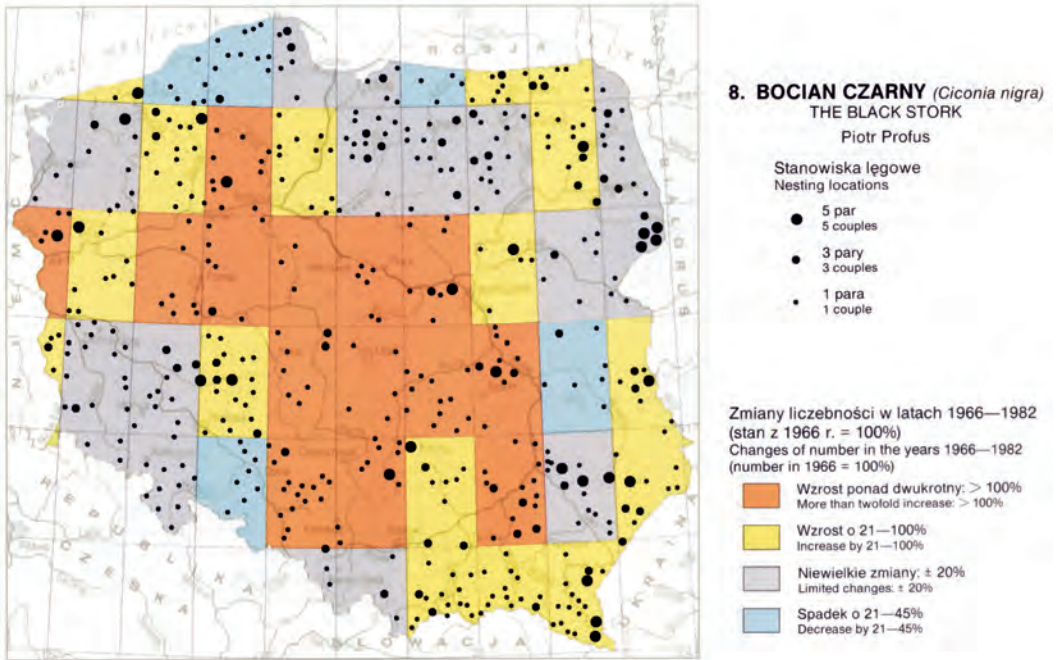 MORZE
ROSJA
LITWA
BIAŁORUŚ
UKRAINA
SŁOWACJA
REPUBLIKA
CZESKA
NIEMCY
8. BOCIAN CZARNY (Ciconia nigra)
THE BLACK STORK
Piotr Profus
Stanowiska lęgowe
Nesting locations
5 par
5 couples
3 pary
3 couples
1 para
1 couple
Zmiany liczebności w latach 1966—1982
(stan z 1966 r. = 100%)
Changes of number in the years 1966—1982
(number in 1966 = 100%)
Wzrost ponad dwukrotny: > 100%
More than twofold increase: > 100%
Wzrost o 21—100%
Increase by 21—100%
Niewielkie zmiany: ± 20%
Limited changes: ± 20%
Spadek o 21—45%
Decrease by 21—45%